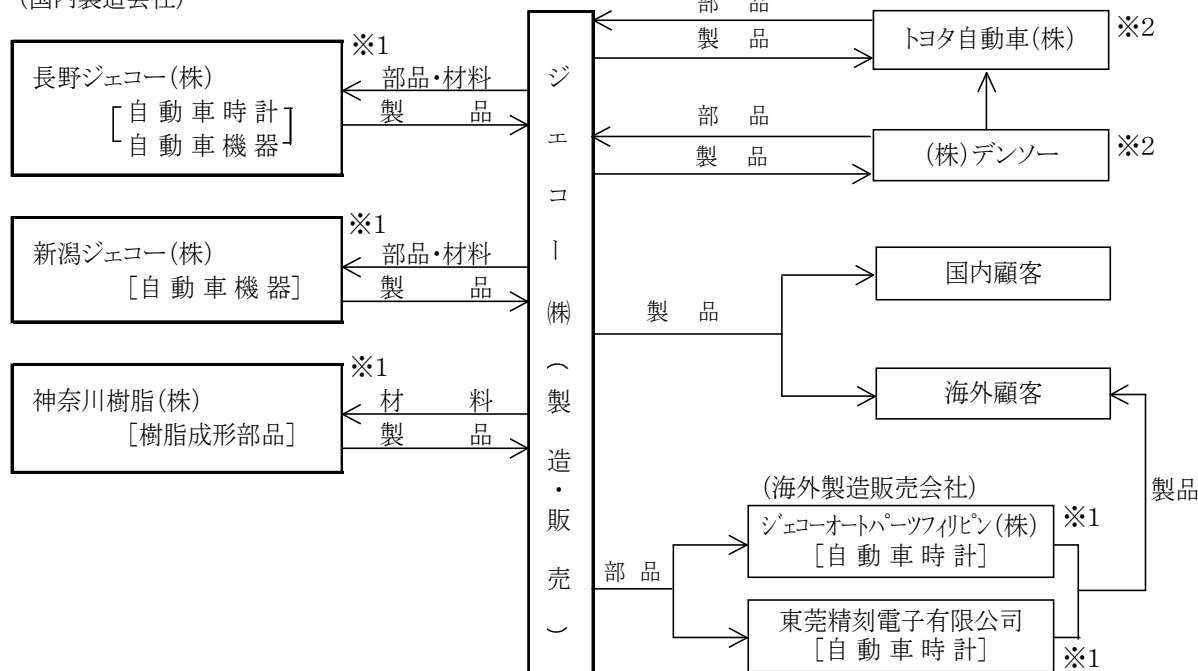 (国内製造会社)
※1
長野ジェコー(株)
[自動車時計
自動車機器]
部品・材料
製品
※1
新潟ジェコー(株)
[自動車機器]
部品・材料
製品
※1
神奈川樹脂(株)
[樹脂成形部品]
材料
製品
ジェコー㈱(製造・販売)
部品
製品
トヨタ自動車(株)
※2
部品
製品
(株)デンソー
※2
製品
国内顧客
海外顧客
製品
(海外製造販売会社)
部品
ジェコーオートパーツフィリピン(株)
[自動車時計]
※1
東莞精刻電子有限公司
[自動車時計]
※1